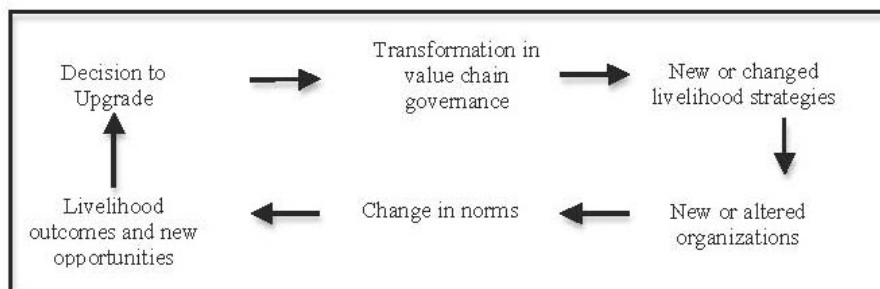 Decision to
Upgrade
Transformation in
value chain
governance
New or changed
livelihood strategies
Livelihood
outcomes and new
opportunities
Change in norms
New or altered
organizations